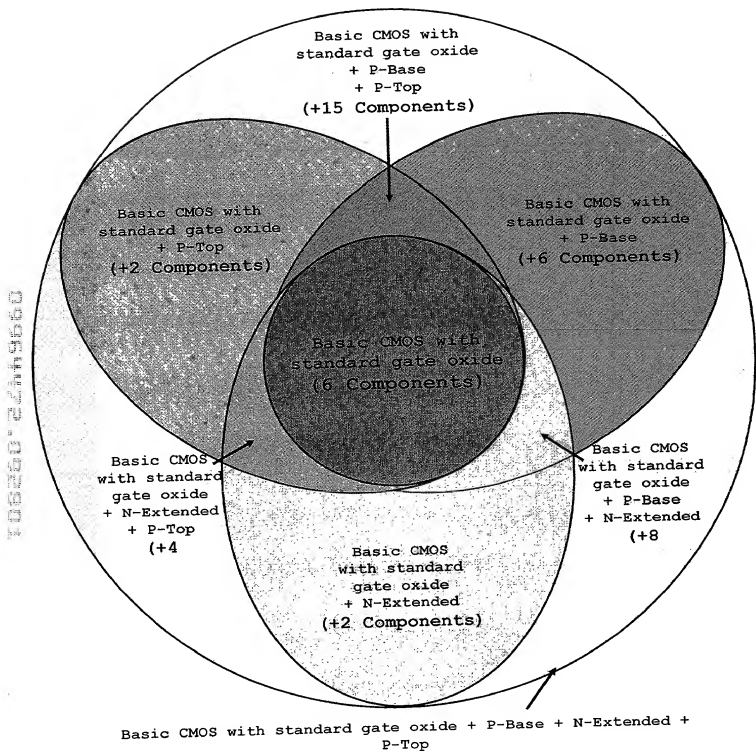 Basic CMOS with
standard gate oxide
+ P-Base
+ P-Top
(+15 Components)
Basic CMOS with
standard gate oxide
+ P-Top
(+2 Components)
Basic CMOS with
standard gate oxide
+ P-Base
(+6 Components)
Basic CMOS with
standard gate oxide
(6 Components)
Basic CMOS
with standard
gate oxide
+ N-Extended
+ P-Top
(+4
Basic CMOS
with standard
gate oxide
+ P-Base
+ N-Extended
(+8
Basic CMOS
with standard
gate oxide
+ N-Extended
(+2 Components)
Basic CMOS with standard gate oxide + P-Base + N-Extended +
P-Top